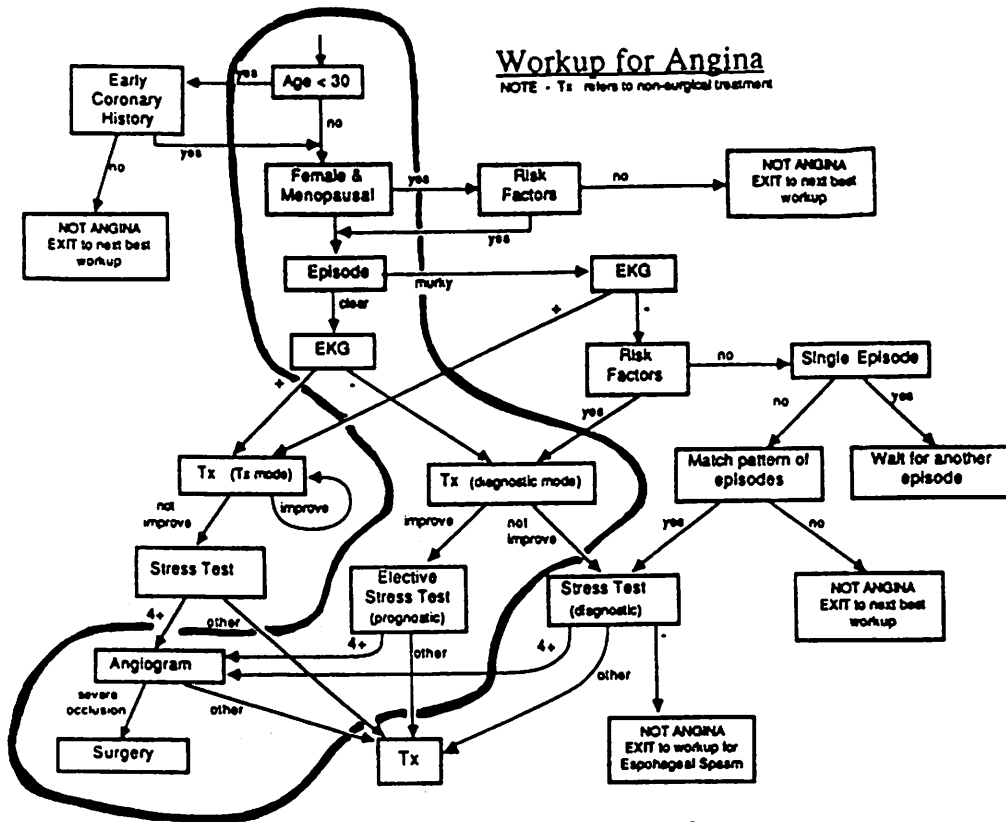 Workup for Angina
NOTE - Tx refers to non-surgical treatment
Age < 30
yes
no
Early
Coronary
History
yes
no
NOT ANGINA
EXIT to next best
workup
Female &
Menopausal
yes
Risk
Factors
no
yes
NOT ANGINA
EXIT to next best
workup
Episode
murky
clear
EKG
+
-
EKG
+
-
Risk
Factors
no
yes
Single Episode
no
yes
Tx (Tx mode)
improve
not
improve
Tx (diagnostic mode)
improve
not
improve
Match pattern of
episodes
yes
no
Wait for another
episode
Stress Test
4+
other
Elective
Stress Test
(prognostic)
4+
other
Stress Test
(diagnostic)
4+
other
-
NOT ANGINA
EXIT to next best
workup
Angiogram
severe
occlusion
other
Surgery
Tx
NOT ANGINA
EXIT to workup for
Espohageal Spasm